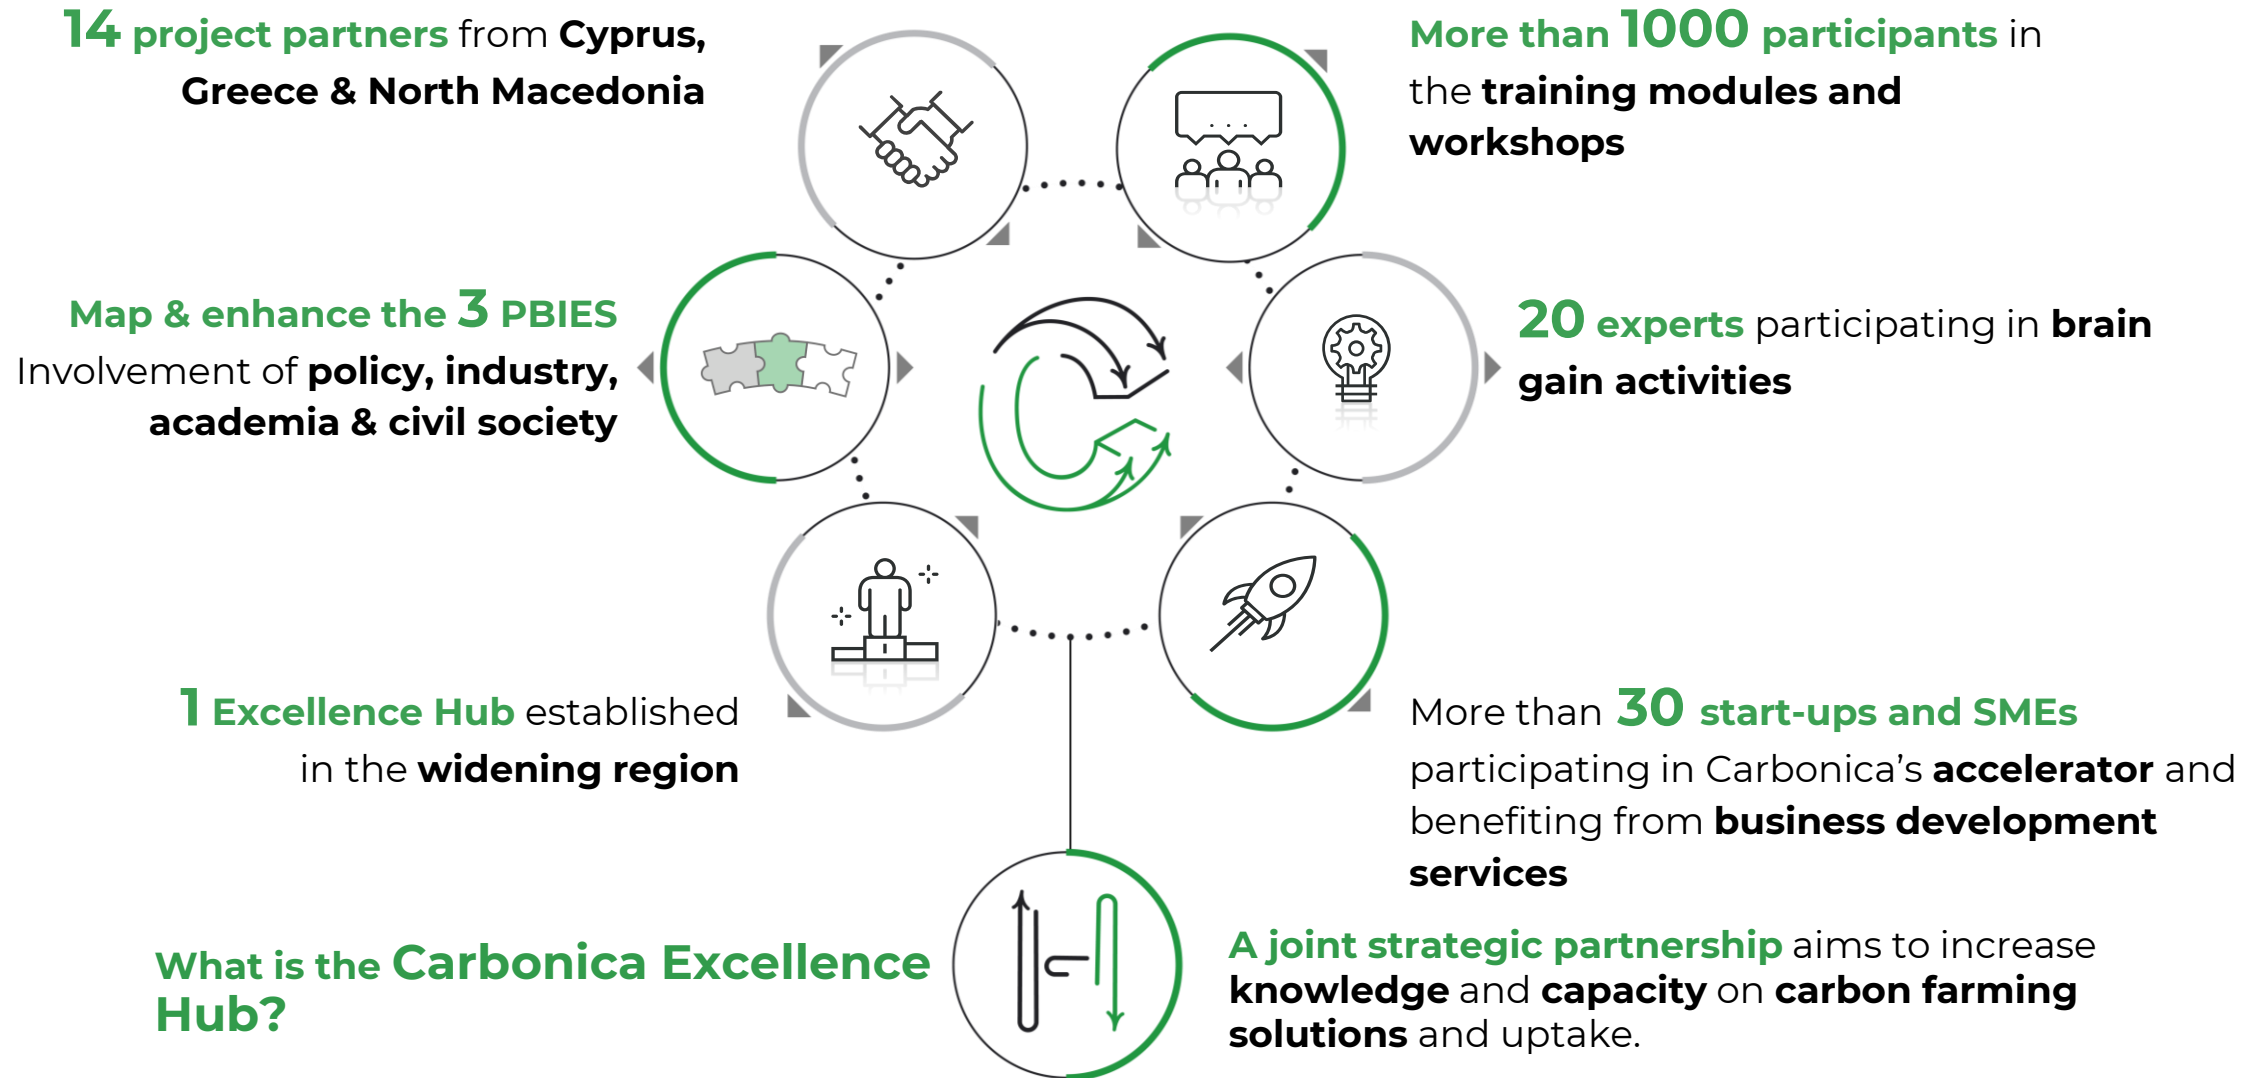 14 project partners from Cyprus,
Greece & North Macedonia
More than 1000 participants in
the training modules and
workshops
Map & enhance the 3 PBIES
Involvement of policy, industry,
academia & civil society
20 experts participating in brain
gain activities
1 Excellence Hub established
in the widening region
More than 30 start-ups and SMEs
participating in Carbonica’s accelerator and
benefiting from business development
services
What is the Carbonica Excellence
Hub?
A joint strategic partnership aims to increase
knowledge and capacity on carbon farming
solutions and uptake.